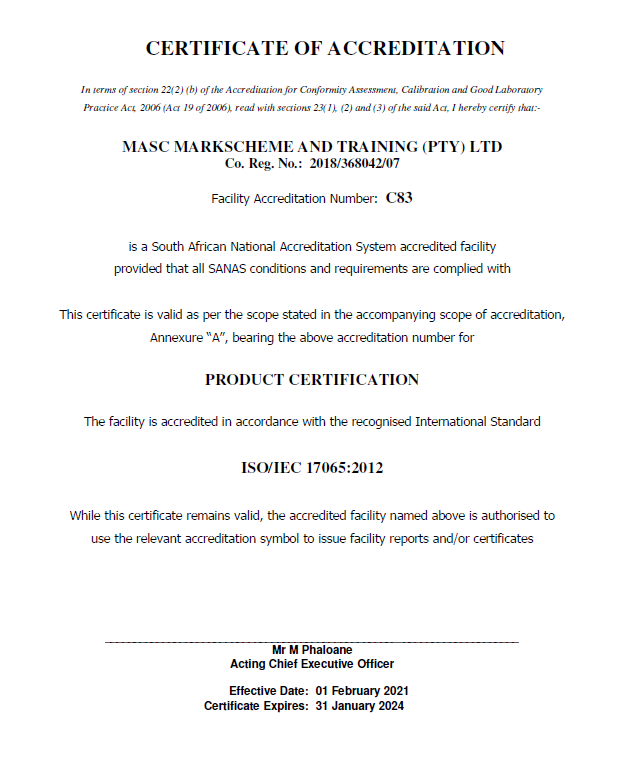 CERTIFICATE OF ACCREDITATION
In terms of section 22(2) (b) of the Accreditation for Conformity Assessment, Calibration and Good Laboratory
Practice Act, 2006 (Act 19 of 2006), read with sections 23(1), (2) and (3) of the said Act, I hereby certify that:-
MASC MARKSCHEME AND TRAINING (PTY) LTD
Co. Reg. No.: 2018/368042/07
Facility Accreditation Number: C83
is a South African National Accreditation System accredited facility
provided that all SANAS conditions and requirements are complied with
This certificate is valid as per the scope stated in the accompanying scope of accreditation,
Annexure “A”, bearing the above accreditation number for
PRODUCT CERTIFICATION
The facility is accredited in accordance with the recognised International Standard
ISO/IEC 17065:2012
While this certificate remains valid, the accredited facility named above is authorised to
use the relevant accreditation symbol to issue facility reports and/or certificates
Mr M Phaloane
Acting Chief Executive Officer
Effective Date: 01 February 2021
Certificate Expires: 31 January 2024